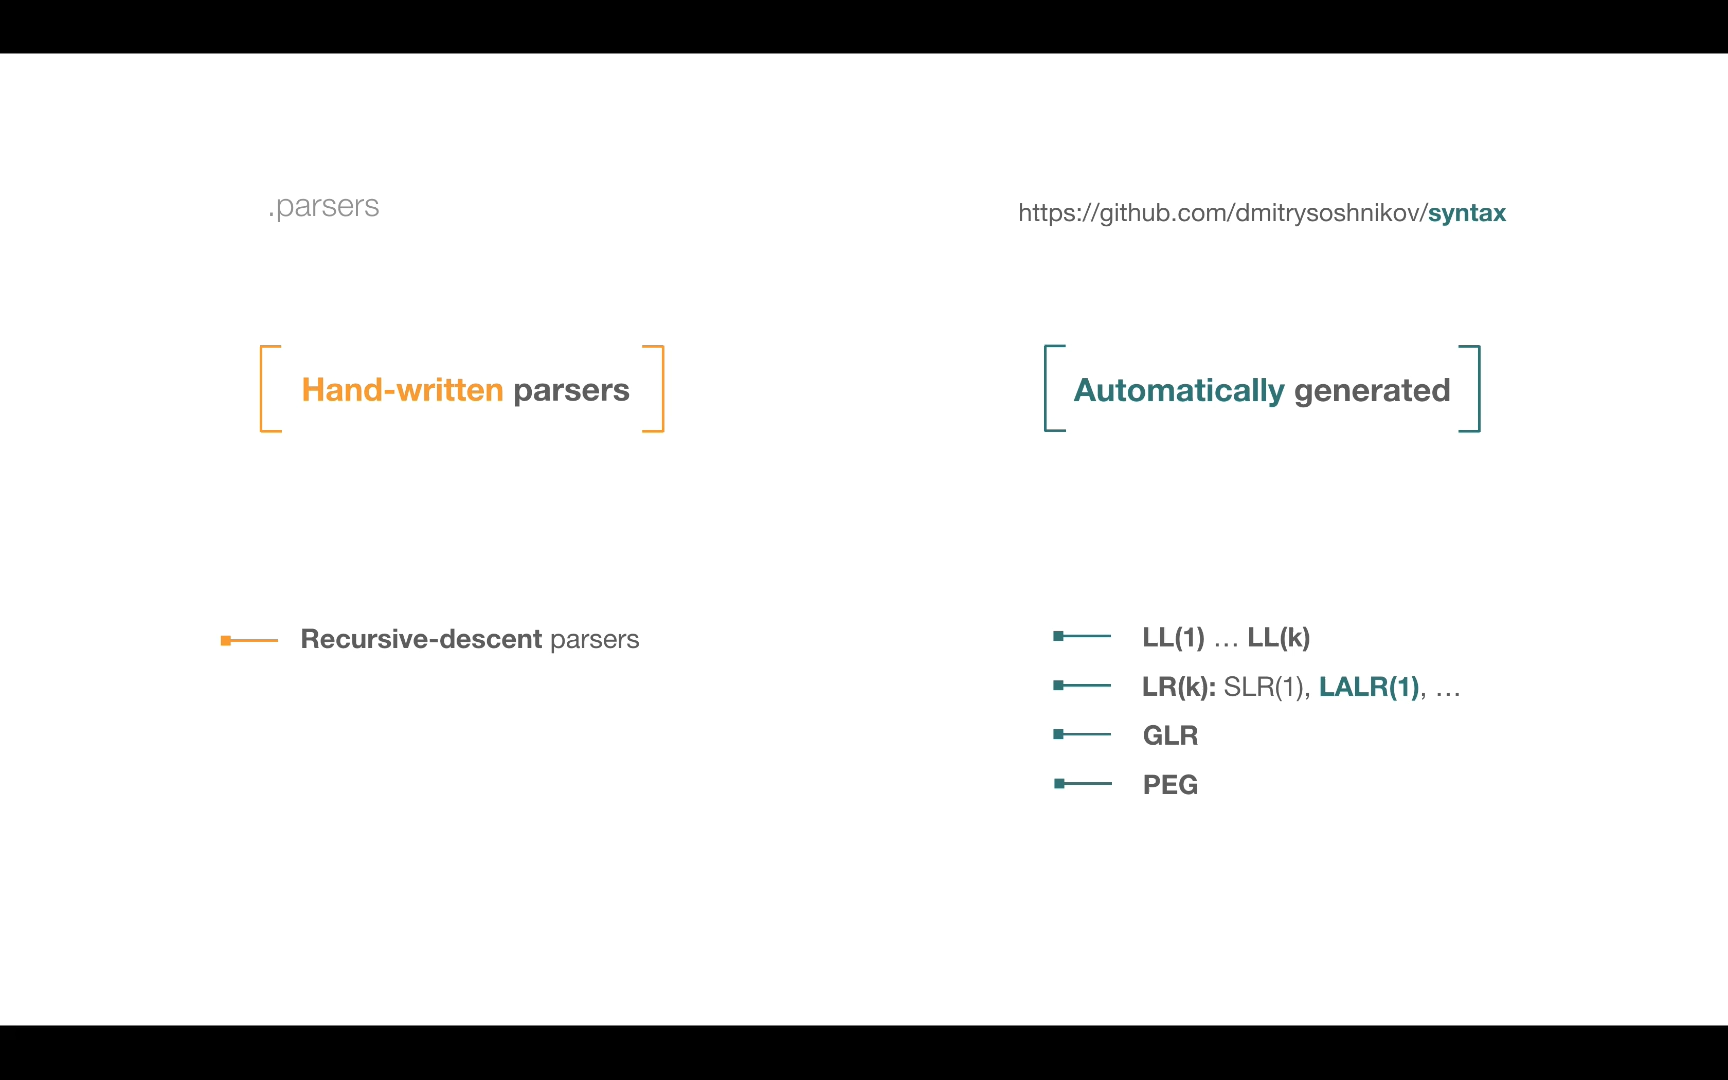 .parsers
https://github.com/dmitrysoshnikov/syntax
Hand-written parsers
Automatically generated
Recursive-descent parsers
LL(1) … LL(k)
LR(k): SLR(1), LALR(1), …
GLR
PEG